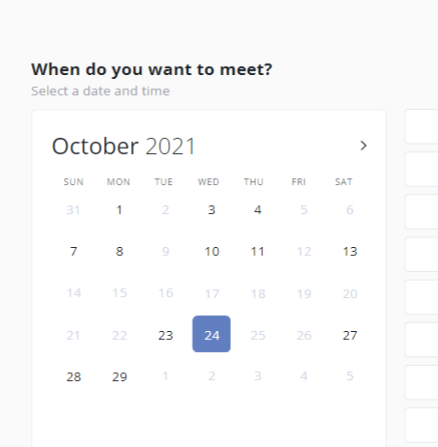 When do you want to meet?
Select a date and time
October 2021
SUN MON TUE WED THU FRI SAT
31 1 2 3 4 5 6
7 8 9 10 11 12 13
14 15 16 17 18 19 20
21 22 23 24 25 26 27
28 29 1 2 3 4 5